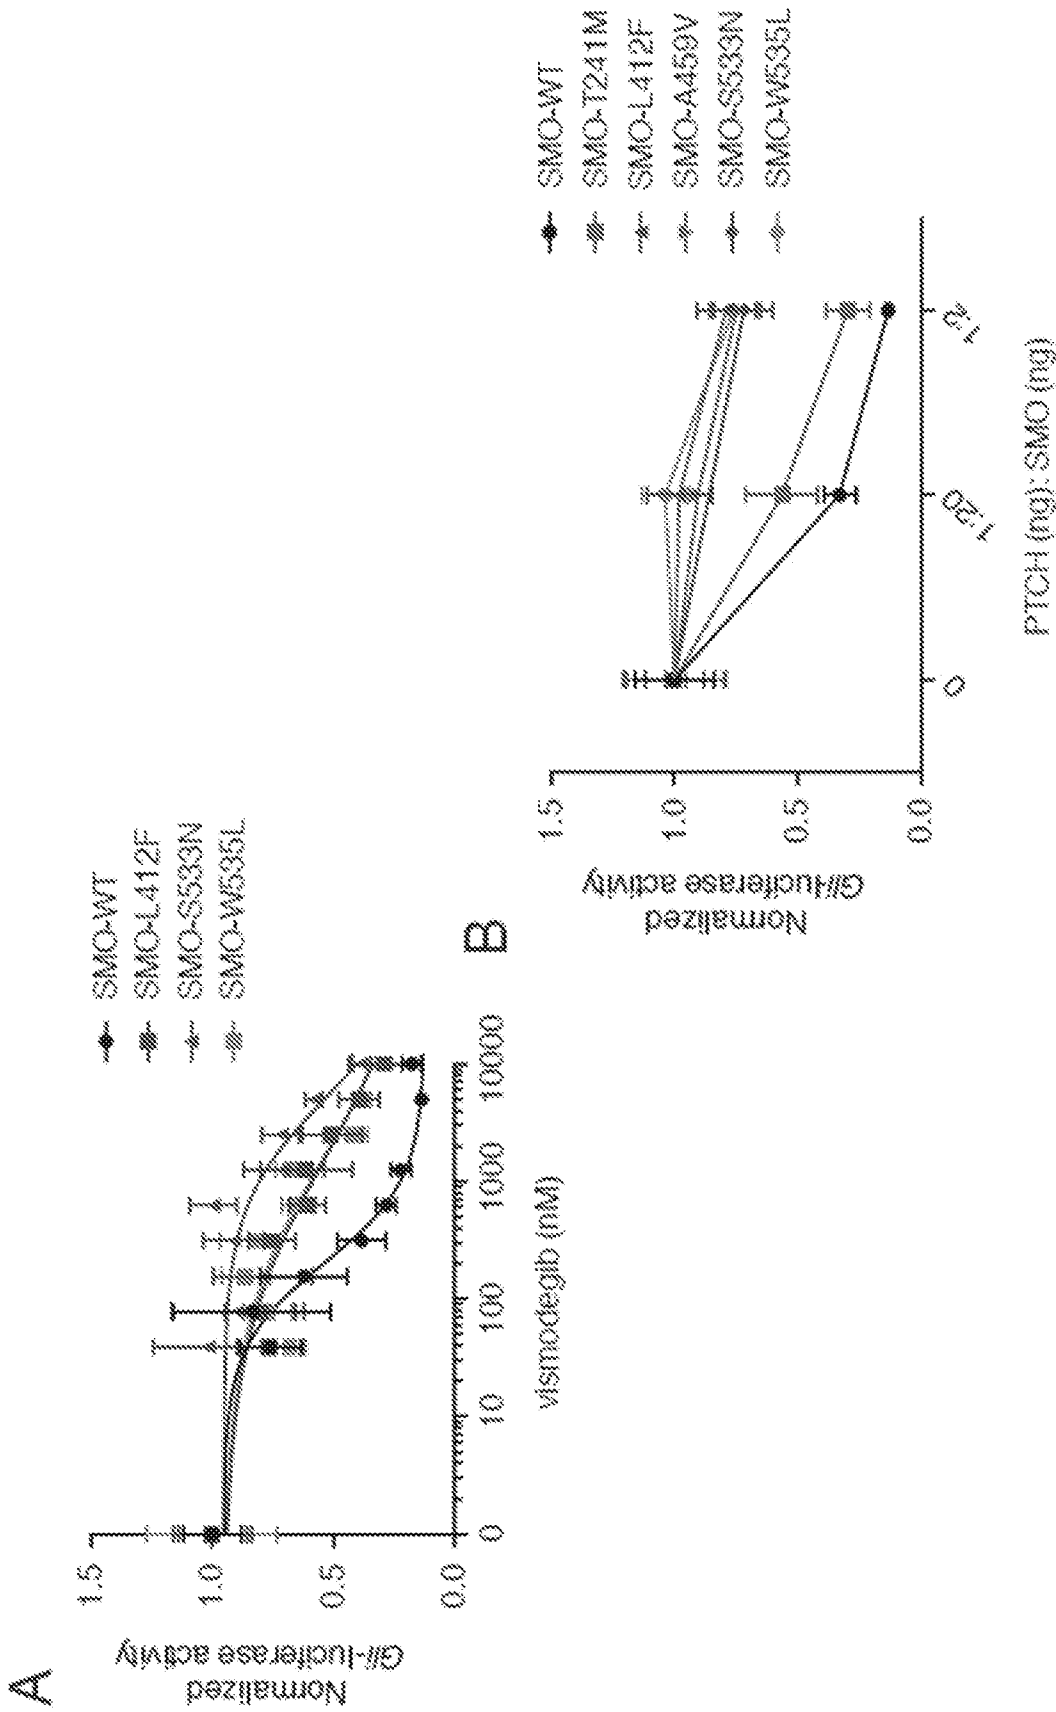 A
Normalized
Gli-luciferase activity
1.5
1.0
0.5
0.0
0
10
100
1000
10000
vismodegib (nM)
SMO-WT
SMO-L412F
SMO-S533N
SMO-W535L
B
Normalized
Gli-luciferase activity
1.5
1.0
0.5
0.0
0
1:20
1:2
PTCH (ng): SMO (ng)
SMO-WT
SMO-T241M
SMO-L412F
SMO-A459V
SMO-S533N
SMO-W535L